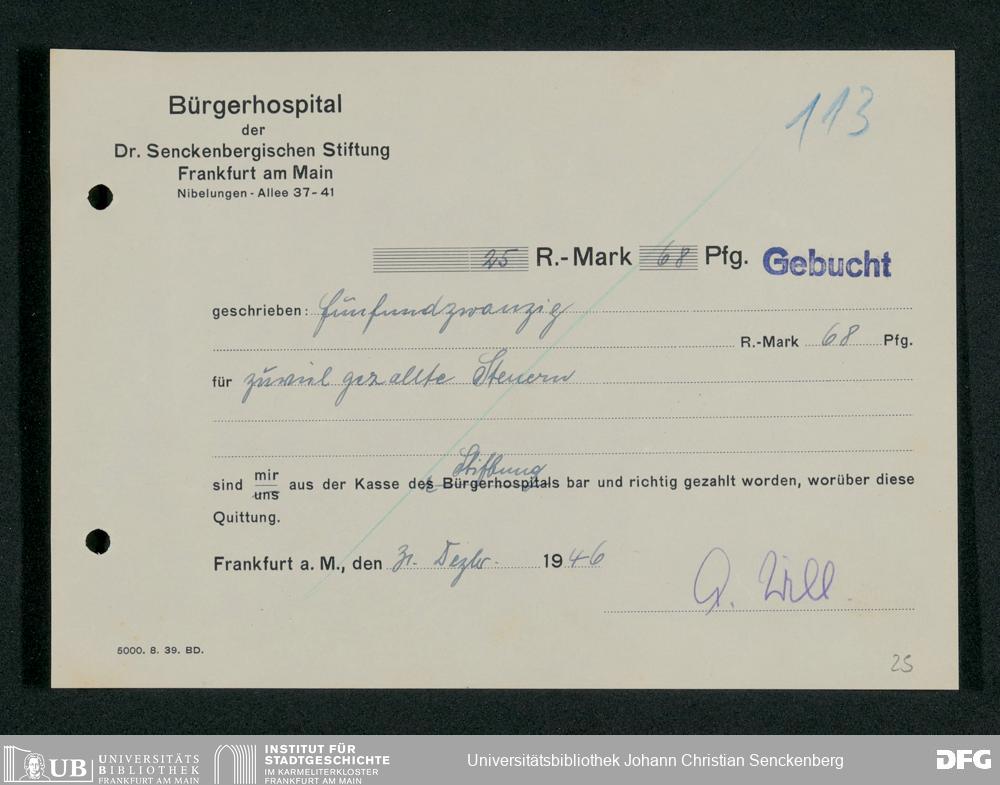 Bürgerhospital
der
Dr. Senckenbergischen Stiftung
Frankfurt am Main
Nibelungen - Allee 37-41
113
25 R.-Mark 68 Pfg. Gebucht
geschrieben: fünfundzwanzig
R.-Mark 68 Pfg.
für zuviel gezallte Steuern
Stiftung
sind mir aus der Kasse des Bürgerhospitals bar und richtig gezahlt worden, worüber diese
uns
Quittung.
Frankfurt a. M., den 31. Dezbr. 1946
Will
5000. 8. 39. BD.
25
UB UNIVERSITÄTS
BIBLIOTHEK
FRANKFURT AM MAIN
INSTITUT FÜR
STADTGESCHICHTE
IM KARMELITERKLOSTER
FRANKFURT AM MAIN
Universitätsbibliothek Johann Christian Senckenberg
DFG